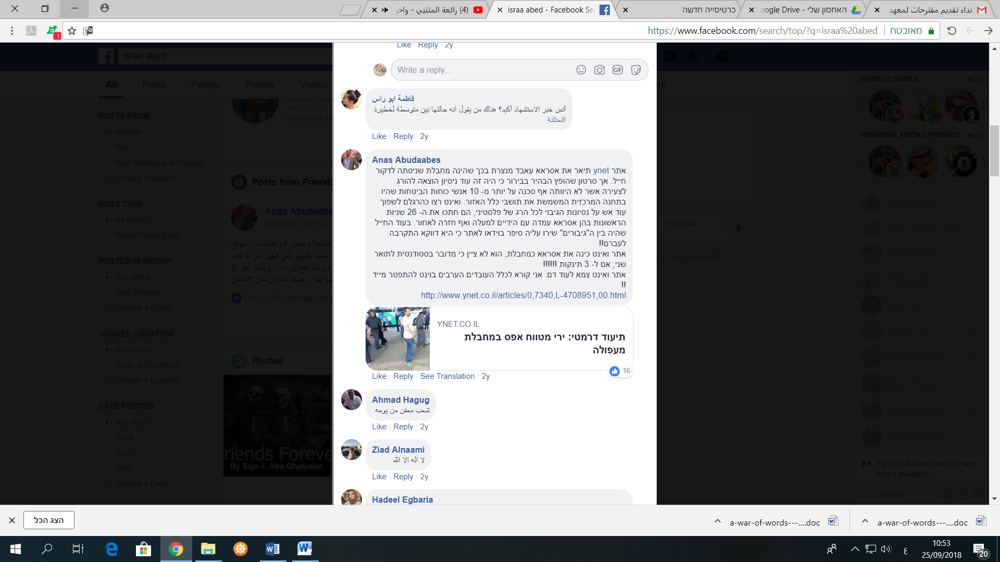 (4) رائعة المتنبي - واحر
israa abed - Facebook Sea
כרטיסייה חדשה
האחסון שלי - Google Drive
نداء تقديم مقترحات لمعهد
https://www.facebook.com/search/top/?q=israa%20abed
מאובטח
1
israa abed
All
Posts
People
Photos
Videos
POSTS FROM
Anyone
You
Your Friends and Groups
Choose a Source...
POST TYPE
All Posts
Posts You've Seen
POSTED IN GROUP
Any group
Your Groups
Choose a Group...
TAGGED LOCATION
Anywhere
Baqa al-Gharbiyye
Choose a Location...
DATE POSTED
Any date
2018
2017
2016
Choose a Date...
Posts from Friends
Anas Abudaabe
October 9, 2015 at
Photos
Friends Foreve
By Saja J. Abu Ghalyoun
Like · Reply · 2y
Write a reply...
GIF
فاطمة ابو راس
أنس خبر الاستشهاد أكيد؟ هناك من يقول انه حالتها بين متوسطة لخطيرة.
#حتلنة
Like · Reply · 2y
Anas Abudaabes
אתר ynet תיאר את אסראא עאבד מנצרת בכך שהינה מחבלת שניסתה לדקור
חייל. אך סרטון שהופץ הבהיר בבירור כי היה זה עוד ניסיון הוצאה להורג
לצעירה אשר לא היוותה אף סכנה על יותר מ- 10 אנשי כוחות הביטחות שהיו
בתחנה המרכזית המשמשת את תושבי כלל האזור. ואינט רצו כהרגלם לשפוך
עוד אש על נסיונות הגיבוי לכל הרג של פלסטיני, הם חתכו את ה- 26 שניות
הראשונות בהן אסראא עמדה עם הידיים למעלה ואף חזרה לאחור. בעוד החייל
שהיה בין ה"גיבורים" שירו עליה סיפר בוידאו לאתר כי היא דווקא התקרבה
לעברם!!
אתר ואינט כינה את אסראא כמחבלת, הוא לא ציין כי מדובר בסטודנטית לתואר
שני, אם ל- 3 תינקות !!!!!!
אתר ואינט צמא לעוד דם. אני קורא לכלל העובדים הערבים בוינט להתפטר מייד
!!
http://www.ynet.co.il/articles/0,7340,L-4708951,00.html
YNET.CO.IL
תיעוד דרמטי: ירי מטווח אפס במחבלת
מעפולה
16
Like · Reply · See Translation · 2y
Ahmad Hagug
شعب معفن من يومه
Like · Reply · 2y
Ziad Alnaami
لا اله الا الله
Like · Reply · 2y
Hadeel Egbaria
Русский
Ad Choices
INSTANT GAMES
MORE
TRENDING AMONG FRIENDS
MORE
Turn on Active Status to see
who's available.
Search
הצג הכל
a-war-of-words---....doc
a-war-of-words---....doc
ع
10:53
25/09/2018
20